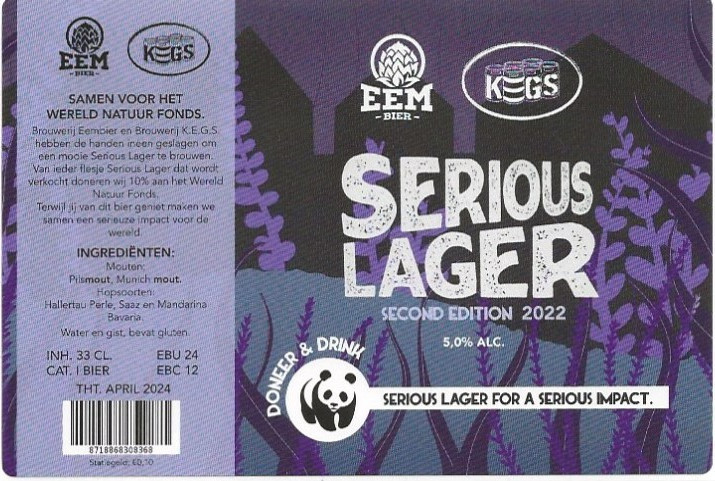 EEM
- BIER -
KEGS
SAMEN VOOR HET
WERELD NATUUR FONDS.
Brouwerij Eembier en Brouwerij K.E.G.S.
hebben de handen ineen geslagen om
een mooie Serious Lager te brouwen.
Van ieder flesje Serious Lager dat wordt
verkocht doneren wij 10% aan het Wereld
Natuur Fonds.
Terwijl jij van dit bier geniet maken we
samen een serieuze impact voor de
wereld.
INGREDIËNTEN:
Mouten:
Pilsmout, Munich mout.
Hopsoorten:
Hallertau Perle, Saaz en Mandarina
Bavaria.
Water en gist, bevat gluten.
INH. 33 CL. EBU 24
CAT. I BIER EBC 12
THT. APRIL 2024
8718868308368
Statiegeld: €0,10
EEM
- BIER -
KEGS
SERIOUS
LAGER
SECOND EDITION 2022
5,0% ALC.
DONEER & DRINK
SERIOUS LAGER FOR A SERIOUS IMPACT.